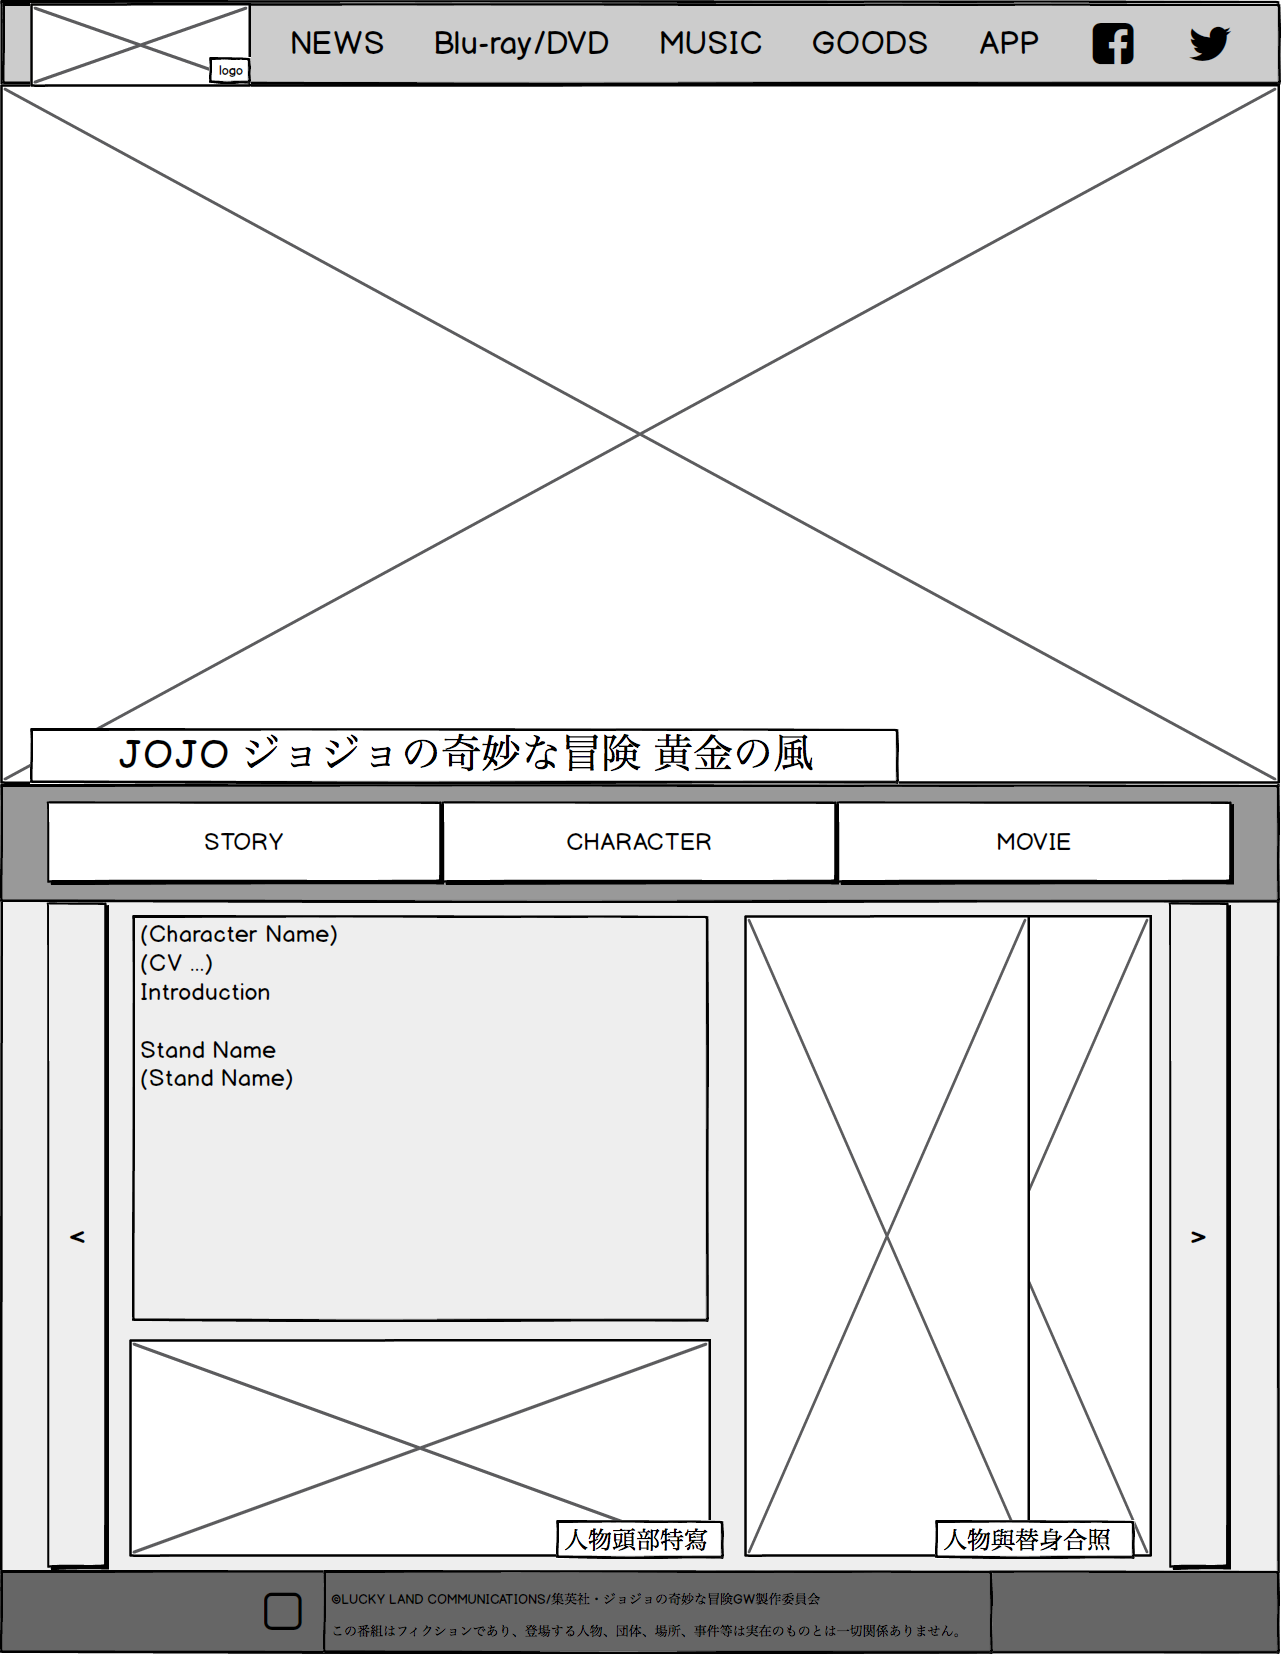 logo
NEWS Blu-ray/DVD MUSIC GOODS APP
JOJO ジョジョの奇妙な冒険 黄金の風
STORY CHARACTER MOVIE
(Character Name)
(CV ...)
Introduction
Stand Name
(Stand Name)
< >
人物頭部特寫
人物與替身合照
©LUCKY LAND COMMUNICATIONS/集英社・ジョジョの奇妙な冒険GW製作委員会
この番組はフィクションであり、登場する人物、団体、場所、事件等は実在のものとは一切関係ありません。